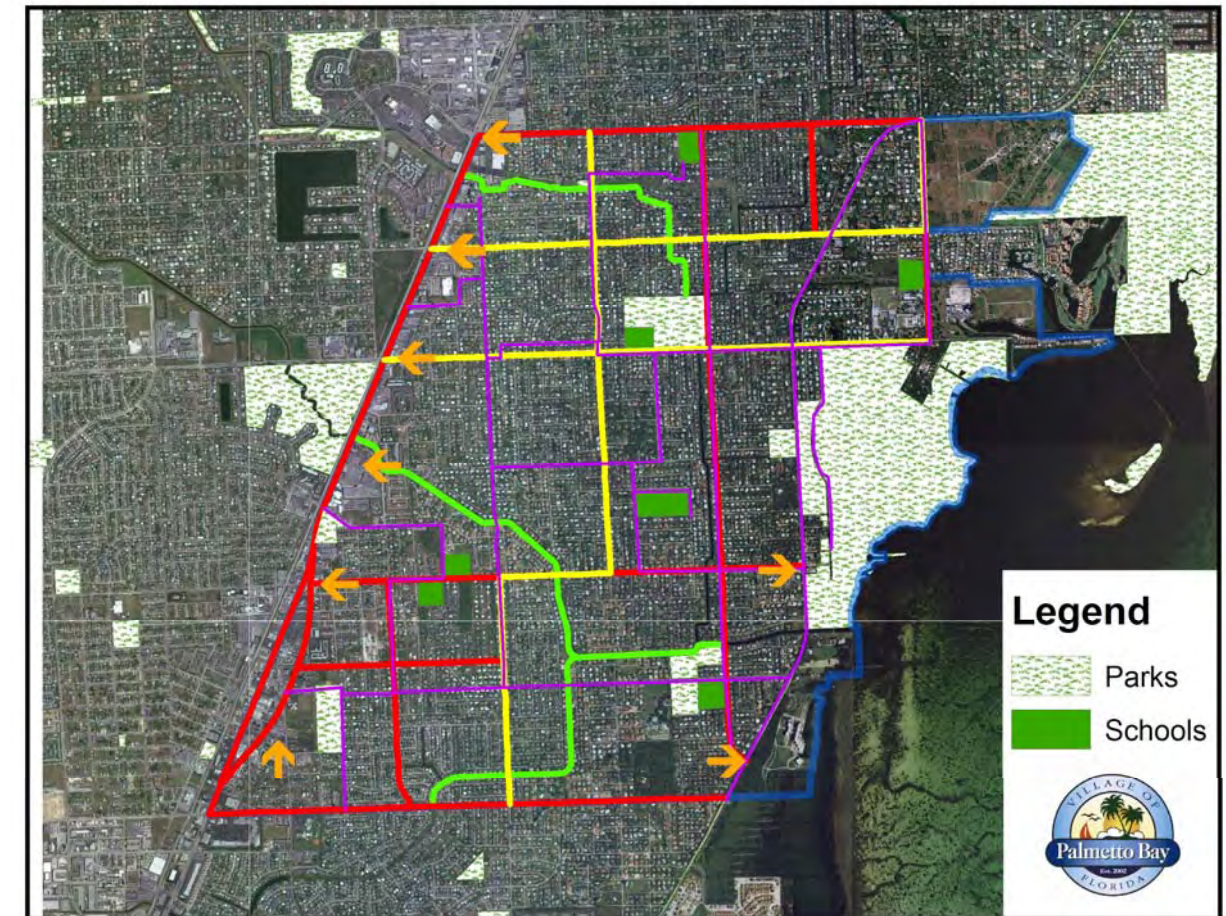 Legend
Parks
Schools
VILLAGE OF
Palmetto Bay
Est. 2002
FLORIDA